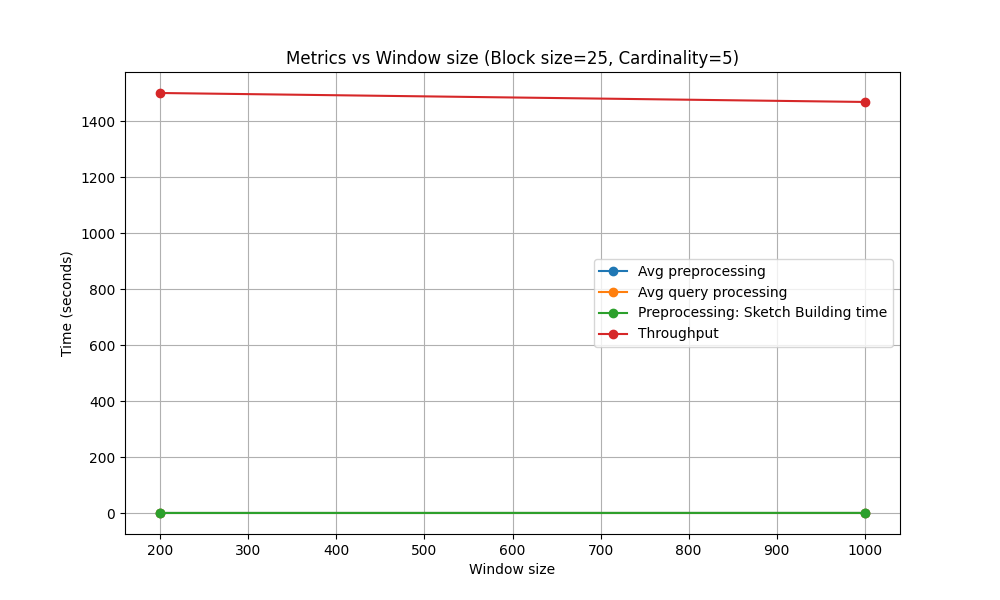 Metrics vs Window size (Block size=25, Cardinality=5)
Time (seconds)
1400
1200
1000
800
600
400
200
0
Avg preprocessing
Avg query processing
Preprocessing: Sketch Building time
Throughput
200 300 400 500 600 700 800 900 1000
Window size